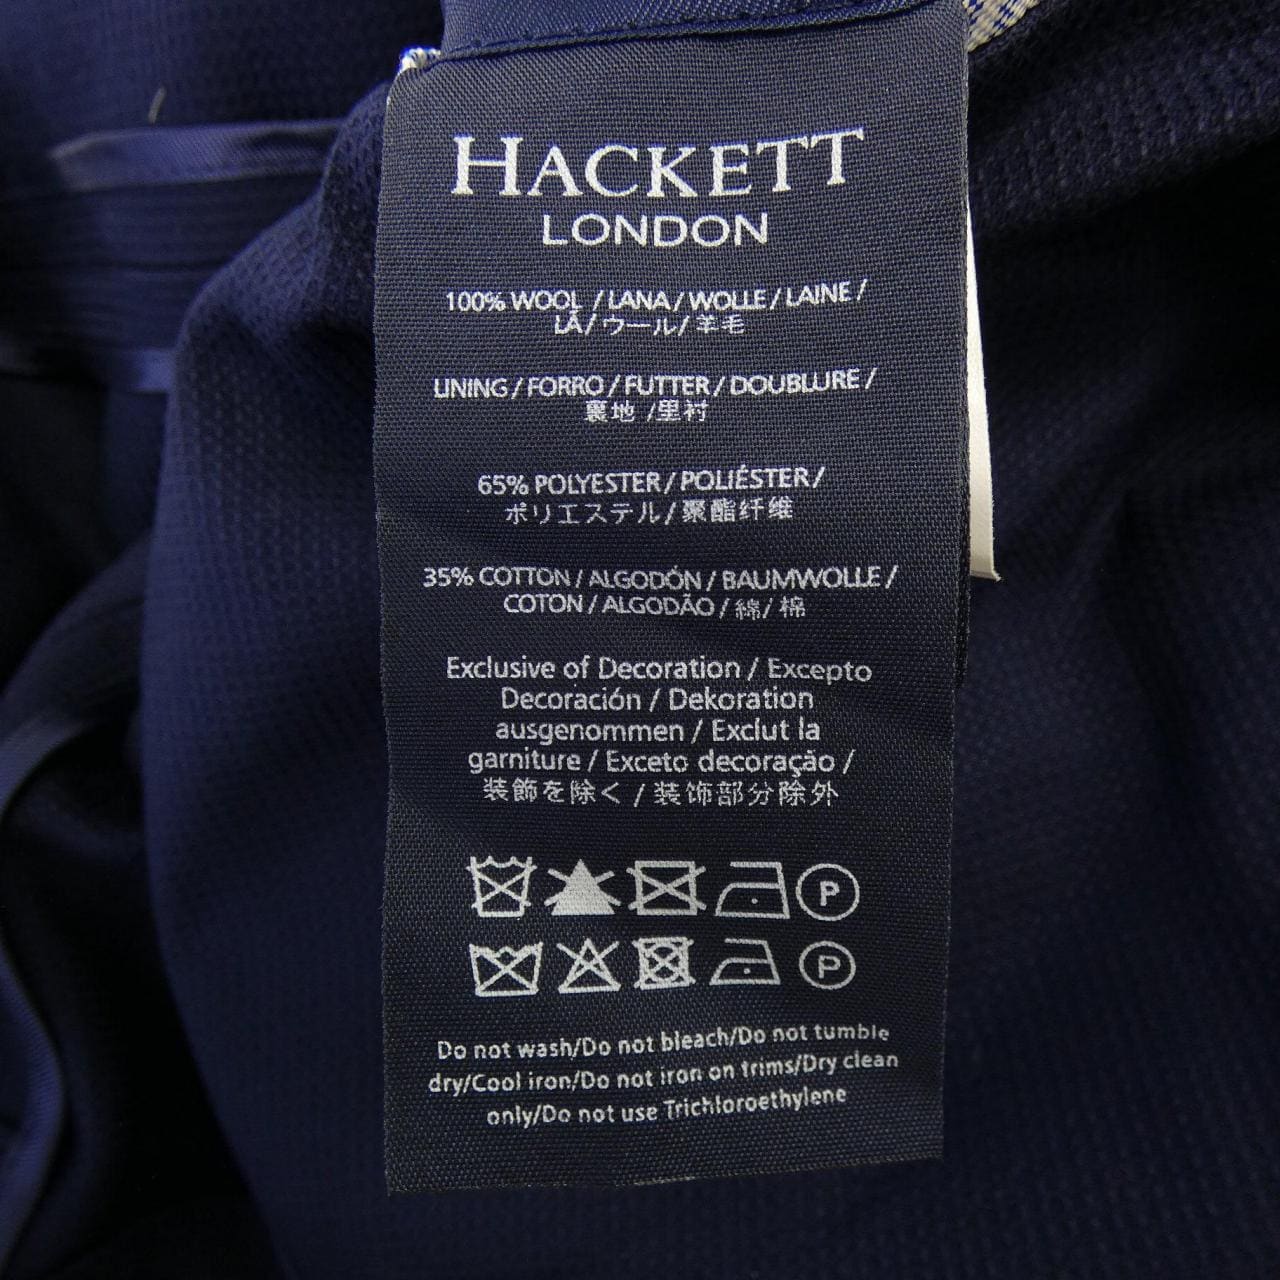 HACKETT
LONDON
100% WOOL / LANA / WOLLE / LAINE /
LÃ / ウール / 羊毛
LINING / FORRO / FUTTER / DOUBLURE /
裏地 / 里衬
65% POLYESTER / POLIÉSTER /
ポリエステル / 聚酯纤维
35% COTTON / ALGODÓN / BAUMWOLLE /
COTON / ALGODÃO / 綿 / 棉
Exclusive of Decoration / Excepto
Decoración / Dekoration
ausgenommen / Exclut la
garniture / Exceto decoração /
装飾を除く / 装饰部分除外
P
P
Do not wash/Do not bleach/Do not tumble
dry/Cool iron/Do not iron on trims/Dry clean
only/Do not use Trichloroethylene